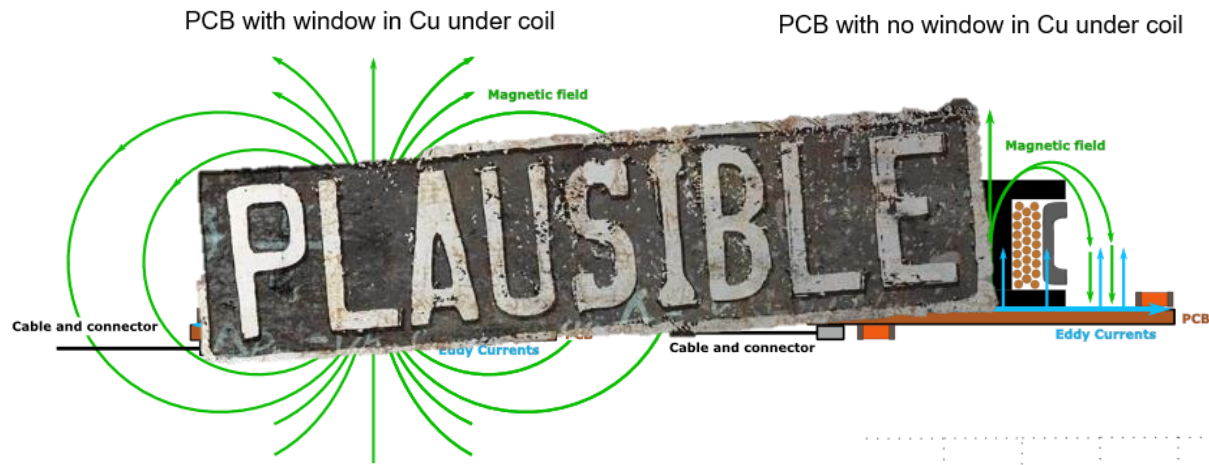 PCB with window in Cu under coil
PCB with no window in Cu under coil
Magnetic field
Magnetic field
PLAUSIBLE
Cable and connector
PCB
Eddy Currents
Cable and connector
PCB
Eddy Currents